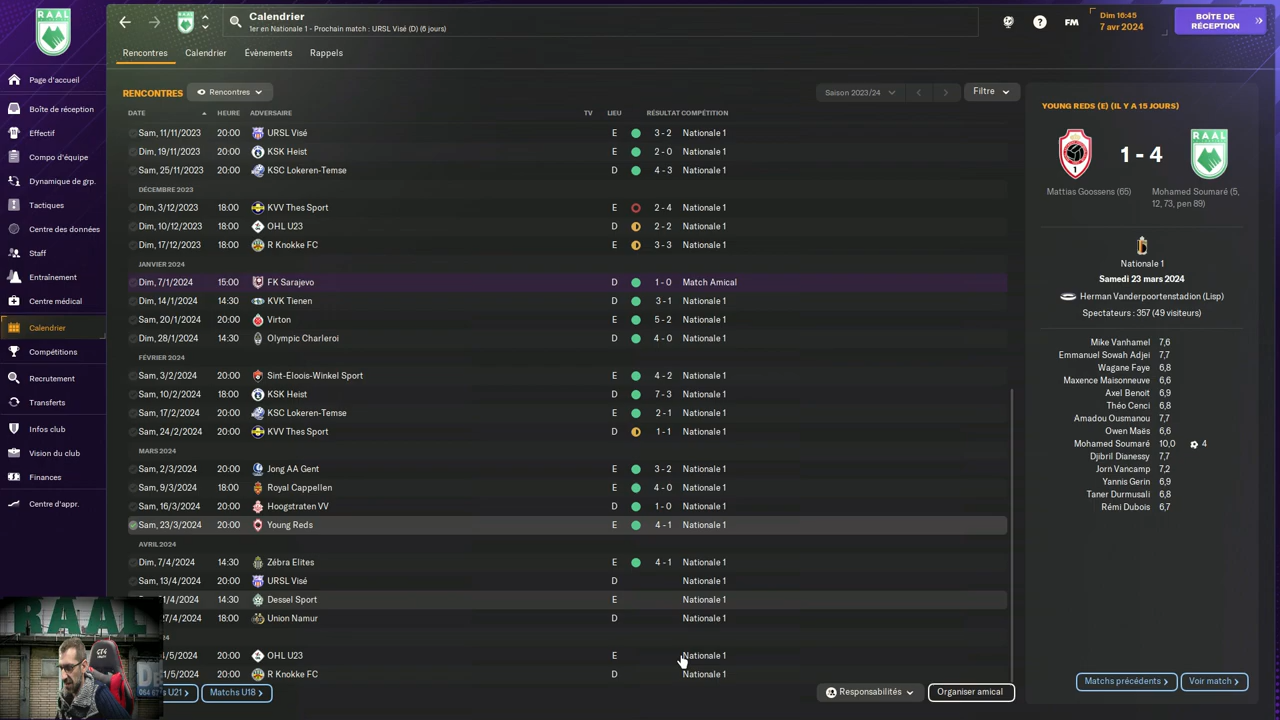 RAAL
Calendrier
1er en Nationale 1 - Prochain match : URSL Visé (D) (6 jours)
FM
Dim 16:45
7 avr 2024
BOÎTE DE
RÉCEPTION
Rencontres
Calendrier
Évènements
Rappels
Page d'accueil
Boîte de réception
Effectif
Compo d'équipe
Dynamique de grp.
Tactiques
Centre des données
Staff
Entraînement
Centre médical
Calendrier
Compétitions
Recrutement
Transferts
Infos club
Vision du club
Finances
Centre d'appr.
RENCONTRES
Rencontres
Saison 2023/24
Filtre
DATE HEURE ADVERSAIRE TV LIEU RÉSULTAT COMPÉTITION
Sam, 11/11/2023 20:00 URSL Visé E 3 - 2 Nationale 1
Dim, 19/11/2023 20:00 KSK Heist E 2 - 0 Nationale 1
Sam, 25/11/2023 20:00 KSC Lokeren-Temse D 4 - 3 Nationale 1
DÉCEMBRE 2023
Dim, 3/12/2023 18:00 KVV Thes Sport E 2 - 4 Nationale 1
Dim, 10/12/2023 18:00 OHL U23 D 2 - 2 Nationale 1
Dim, 17/12/2023 18:00 R Knokke FC E 3 - 3 Nationale 1
JANVIER 2024
Dim, 7/1/2024 15:00 FK Sarajevo D 1 - 0 Match Amical
Dim, 14/1/2024 14:30 KVK Tienen D 3 - 1 Nationale 1
Sam, 20/1/2024 20:00 Virton E 5 - 2 Nationale 1
Dim, 28/1/2024 14:30 Olympic Charleroi D 4 - 0 Nationale 1
FÉVRIER 2024
Sam, 3/2/2024 20:00 Sint-Eloois-Winkel Sport E 4 - 2 Nationale 1
Sam, 10/2/2024 18:00 KSK Heist D 7 - 3 Nationale 1
Sam, 17/2/2024 20:00 KSC Lokeren-Temse E 2 - 1 Nationale 1
Sam, 24/2/2024 20:00 KVV Thes Sport D 1 - 1 Nationale 1
MARS 2024
Sam, 2/3/2024 20:00 Jong AA Gent E 3 - 2 Nationale 1
Sam, 9/3/2024 18:00 Royal Cappellen E 4 - 0 Nationale 1
Sam, 16/3/2024 20:00 Hoogstraten VV D 1 - 0 Nationale 1
Sam, 23/3/2024 20:00 Young Reds E 4 - 1 Nationale 1
AVRIL 2024
Dim, 7/4/2024 14:30 Zébra Elites E 4 - 1 Nationale 1
Sam, 13/4/2024 20:00 URSL Visé D Nationale 1
1/4/2024 14:30 Dessel Sport E Nationale 1
27/4/2024 18:00 Union Namur D Nationale 1
24
4/5/2024 20:00 OHL U23 E Nationale 1
1/5/2024 20:00 R Knokke FC D Nationale 1
s U21
Matchs U18
Responsabilités
Organiser amical
YOUNG REDS (E) (IL Y A 15 JOURS)
1 - 4
Mattias Goossens (65)
Mohamed Soumaré (5,
12, 73, pen 89)
Nationale 1
Samedi 23 mars 2024
Herman Vanderpoortenstadion (Lisp)
Spectateurs : 357 (49 visiteurs)
Mike Vanhamel 7,6
Emmanuel Sowah Adjei 7,7
Wagane Faye 6,8
Maxence Maisonneuve 6,6
Axel Benoit 6,9
Théo Cenci 6,8
Amadou Ousmanou 7,7
Owen Maës 6,6
Mohamed Soumaré 10,0 4
Djibril Dianessy 7,7
Jorn Vancamp 7,2
Yannis Gerin 6,9
Taner Durmusali 6,8
Rémi Dubois 6,7
Matchs précédents
Voir match
RAAL